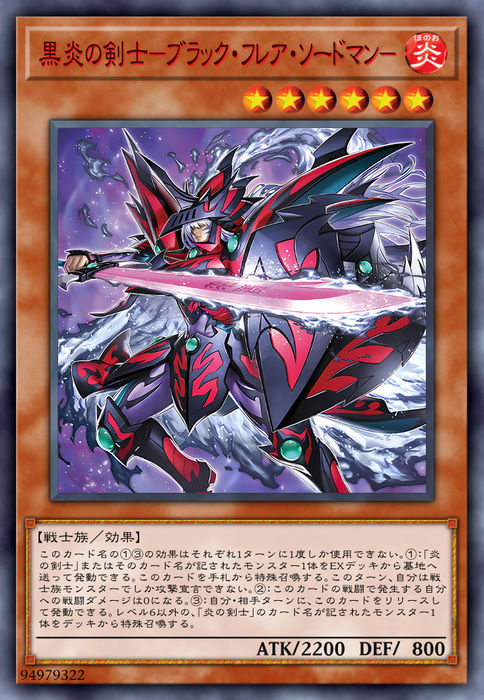 黒炎の剣士－ブラック・フレア・ソードマン－
ほのお
炎
【戦士族／効果】
このカード名の①③の効果はそれぞれ1ターンに1度しか使用できない。①：「炎
の剣士」またはそのカード名が記されたモンスター1体をEXデッキから墓地へ
送って発動できる。このカードを手札から特殊召喚する。このターン、自分は戦
士族モンスターでしか攻撃宣言できない。②：このカードの戦闘で発生する自分
への戦闘ダメージは0になる。③：自分・相手ターンに、このカードをリリースし
て発動できる。レベル6以外の、「炎の剣士」のカード名が記されたモンスター1
体をデッキから特殊召喚する。
ATK/2200 DEF/ 800
94979322